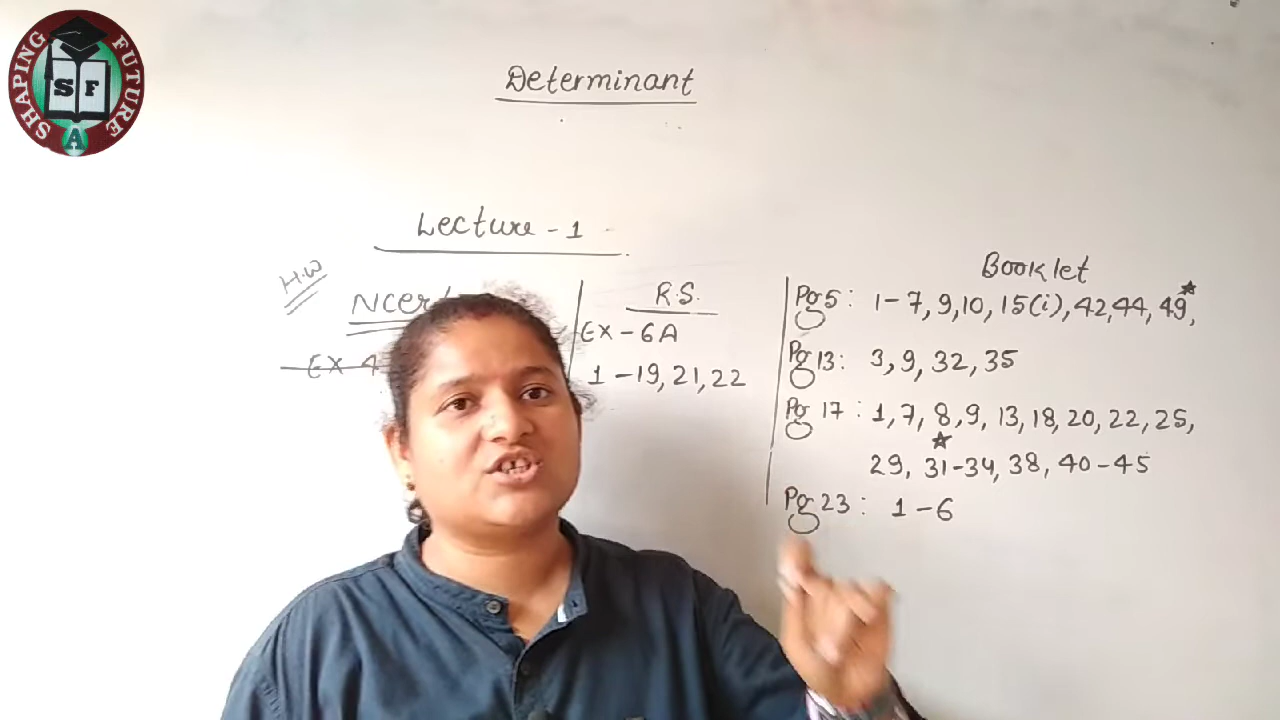 SHAPING FUTURE
S F
A
Determinant
Lecture - 1
H.W
EX - 4
R.S.
EX - 6A
1 - 19, 21, 22
Booklet
Pg 5 : 1 - 7, 9, 10, 15(i), 42, 44, 49*,
Pg 13 : 3, 9, 32, 35
Pg 17 : 1, 7, 8, 9, 13, 18, 20, 22, 25,
29, 31 - 34, 38, 40 - 45
Pg 23 : 1 - 6